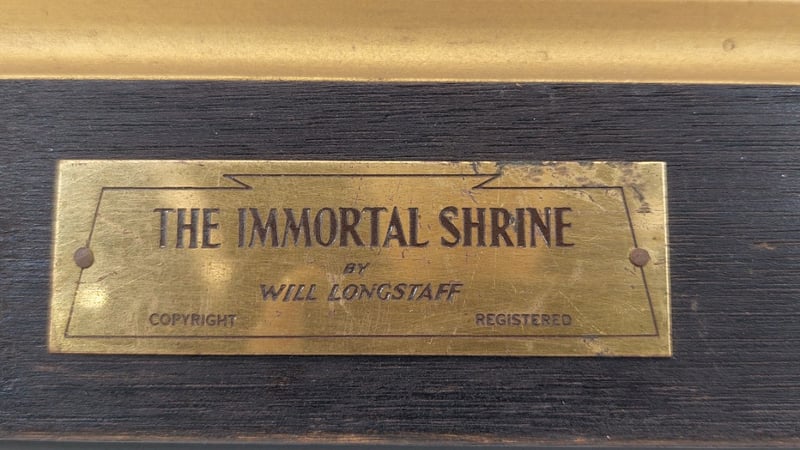 THE IMMORTAL SHRINE
BY
WILL LONGSTAFF
COPYRIGHT REGISTERED